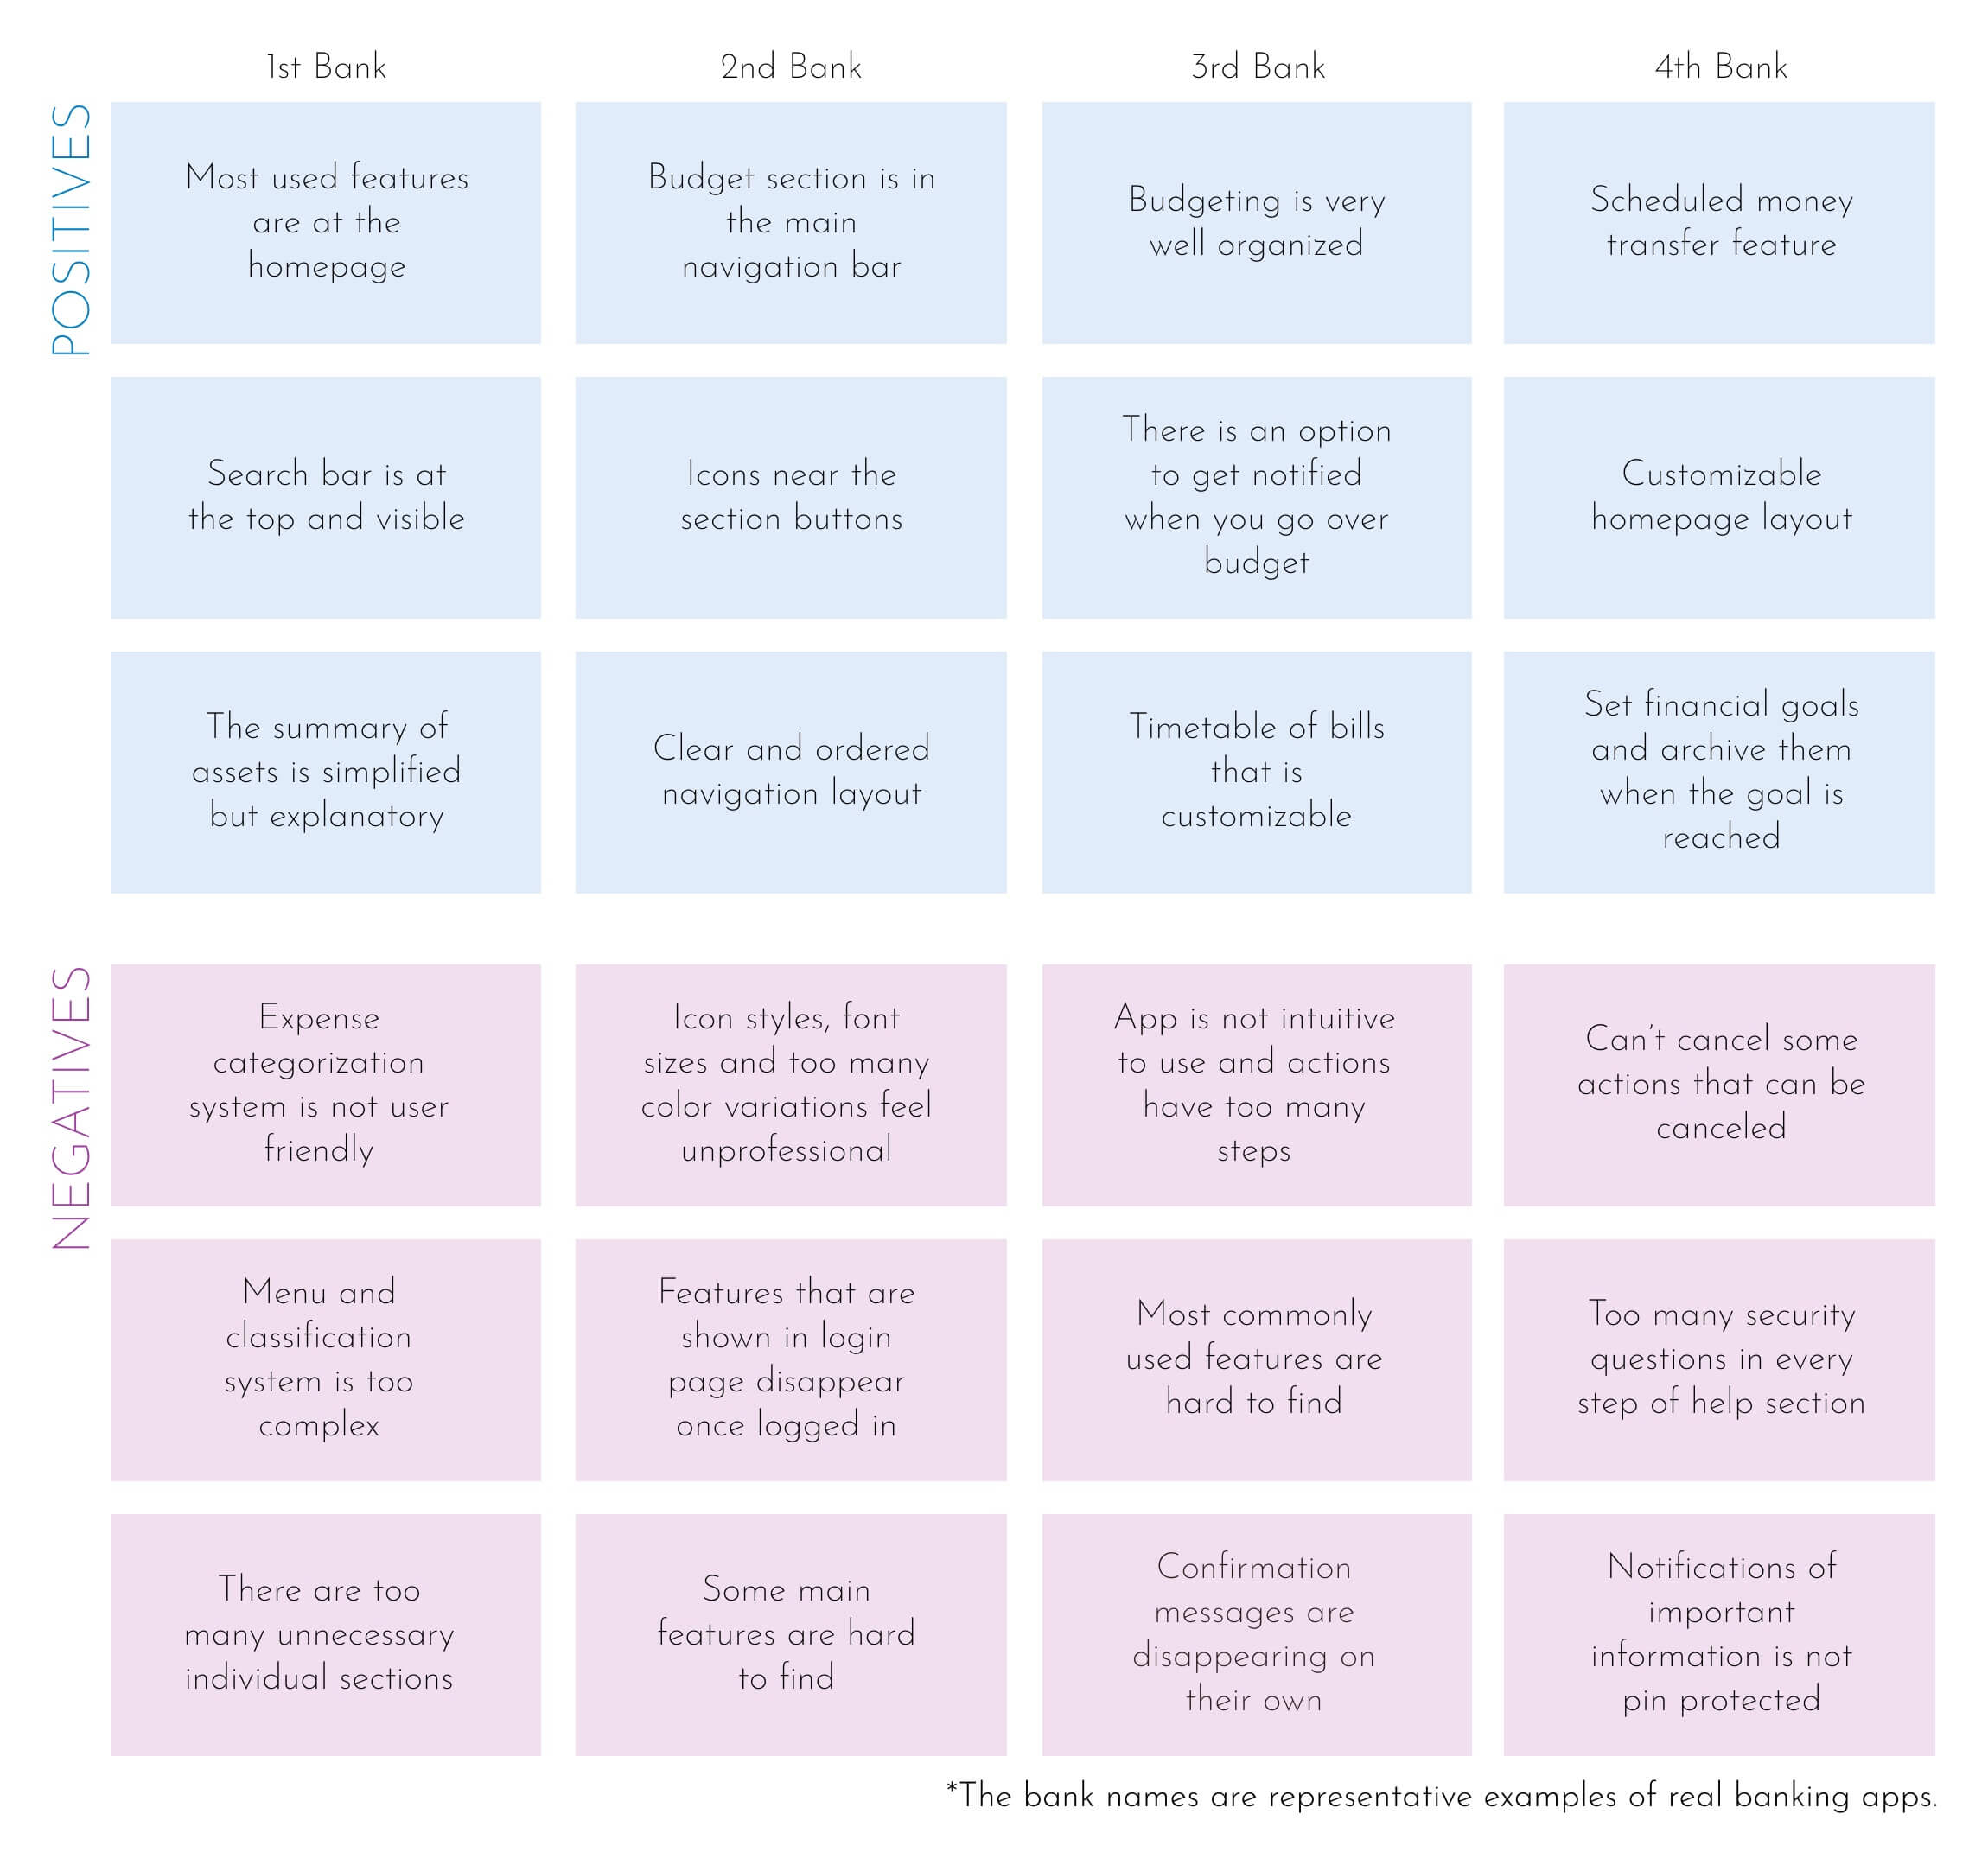 1st Bank
2nd Bank
3rd Bank
4th Bank
POSITIVES
Most used features
are at the
homepage
Budget section is in
the main
navigation bar
Budgeting is very
well organized
Scheduled money
transfer feature
Search bar is at
the top and visible
Icons near the
section buttons
There is an option
to get notified
when you go over
budget
Customizable
homepage layout
The summary of
assets is simplified
but explanatory
Clear and ordered
navigation layout
Timetable of bills
that is
customizable
Set financial goals
and archive them
when the goal is
reached
NEGATIVES
Expense
categorization
system is not user
friendly
Icon styles, font
sizes and too many
color variations feel
unprofessional
App is not intuitive
to use and actions
have too many
steps
Can't cancel some
actions that can be
canceled
Menu and
classification
system is too
complex
Features that are
shown in login
page disappear
once logged in
Most commonly
used features are
hard to find
Too many security
questions in every
step of help section
There are too
many unnecessary
individual sections
Some main
features are hard
to find
Confirmation
messages are
disappearing on
their own
Notifications of
important
information is not
pin protected
*The bank names are representative examples of real banking apps.